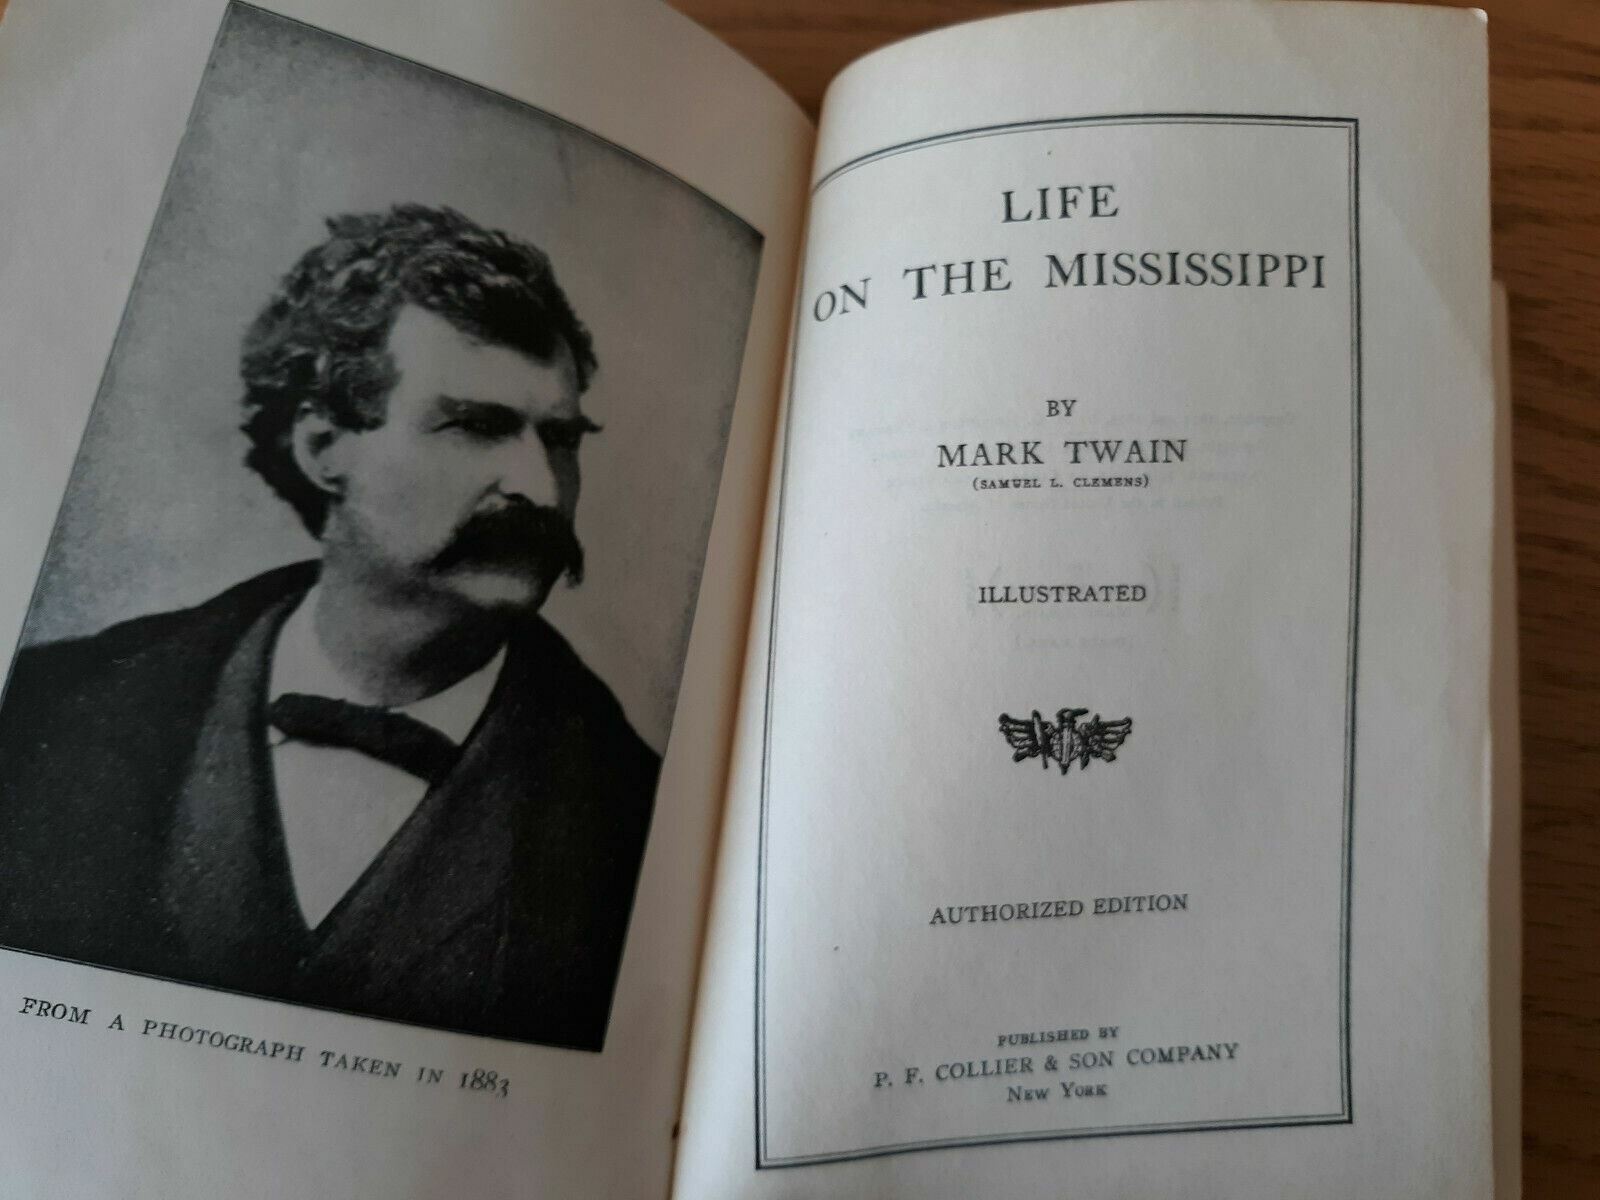 FROM A PHOTOGRAPH TAKEN IN 1883
LIFE
ON THE MISSISSIPPI
BY
MARK TWAIN
(SAMUEL L. CLEMENS)
ILLUSTRATED
AUTHORIZED EDITION
PUBLISHED BY
P. F. COLLIER & SON COMPANY
NEW YORK